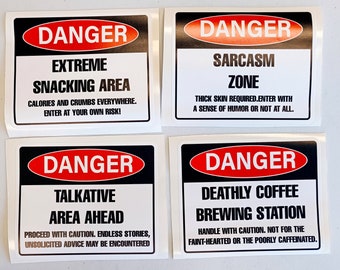 DANGER
EXTREME
SNACKING AREA
CALORIES AND CRUMBS EVERYWHERE.
ENTER AT YOUR OWN RISK!
DANGER
SARCASM
ZONE
THICK SKIN REQUIRED.ENTER WITH
A SENSE OF HUMOR OR NOT AT ALL.
DANGER
TALKATIVE
AREA AHEAD
PROCEED WITH CAUTION. ENDLESS STORIES,
UNSOLICITED ADVICE MAY BE ENCOUNTERED
DANGER
DEATHLY COFFEE
BREWING STATION
HANDLE WITH CAUTION. NOT FOR THE
FAINT-HEARTED OR THE POORLY CAFFEINATED.